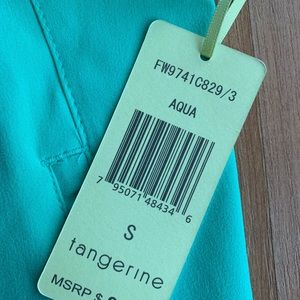 FW9741C829/3
AQUA
7 95071 48434 6
S
tangerine
MSRP $